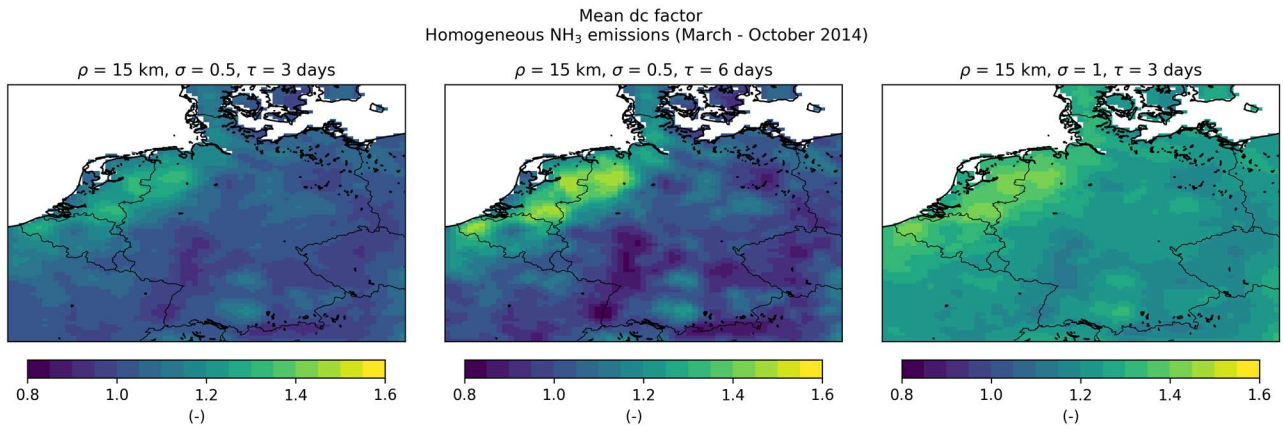 Mean dc factor
Homogeneous NH₃ emissions (March - October 2014)
ρ = 15 km, σ = 0.5, τ = 3 days
ρ = 15 km, σ = 0.5, τ = 6 days
ρ = 15 km, σ = 1, τ = 3 days
0.8 1.0 1.2 1.4 1.6
(-)
0.8 1.0 1.2 1.4 1.6
(-)
0.8 1.0 1.2 1.4 1.6
(-)